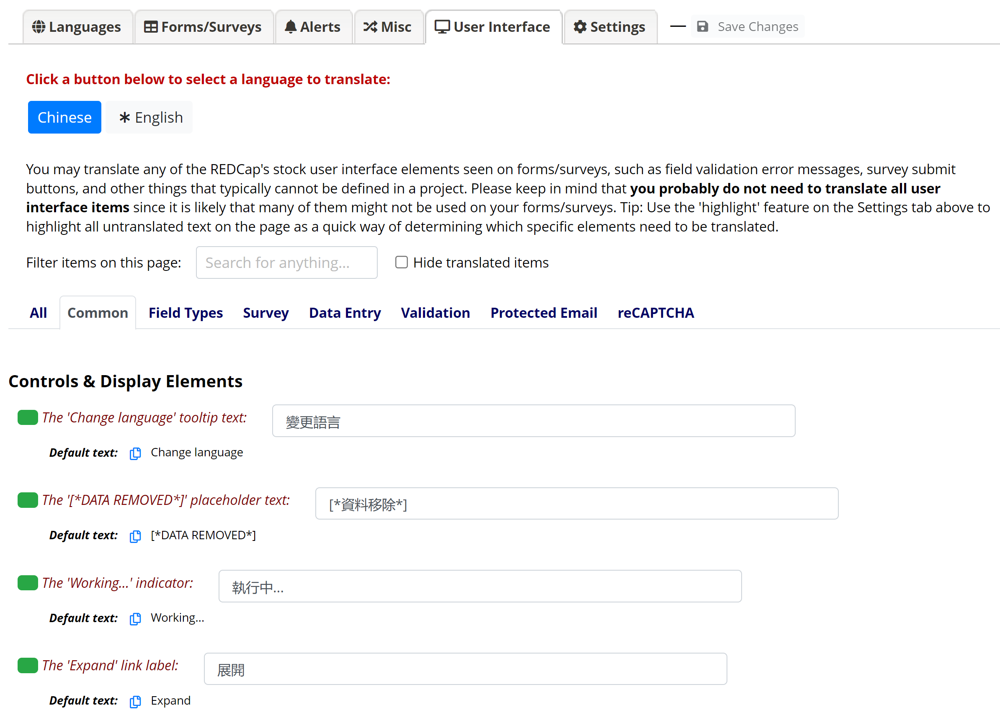 Languages Forms/Surveys Alerts Misc User Interface Settings — Save Changes
Click a button below to select a language to translate:
Chinese * English
You may translate any of the REDCap's stock user interface elements seen on forms/surveys, such as field validation error messages, survey submit
buttons, and other things that typically cannot be defined in a project. Please keep in mind that you probably do not need to translate all user
interface items since it is likely that many of them might not be used on your forms/surveys. Tip: Use the 'highlight' feature on the Settings tab above to
highlight all untranslated text on the page as a quick way of determining which specific elements need to be translated.
Filter items on this page: Search for anything... Hide translated items
All Common Field Types Survey Data Entry Validation Protected Email reCAPTCHA
Controls & Display Elements
The 'Change language' tooltip text: 變更語言
Default text: Change language
The '[*DATA REMOVED*]' placeholder text: [*資料移除*]
Default text: [*DATA REMOVED*]
The 'Working...' indicator: 執行中...
Default text: Working...
The 'Expand' link label: 展開
Default text: Expand